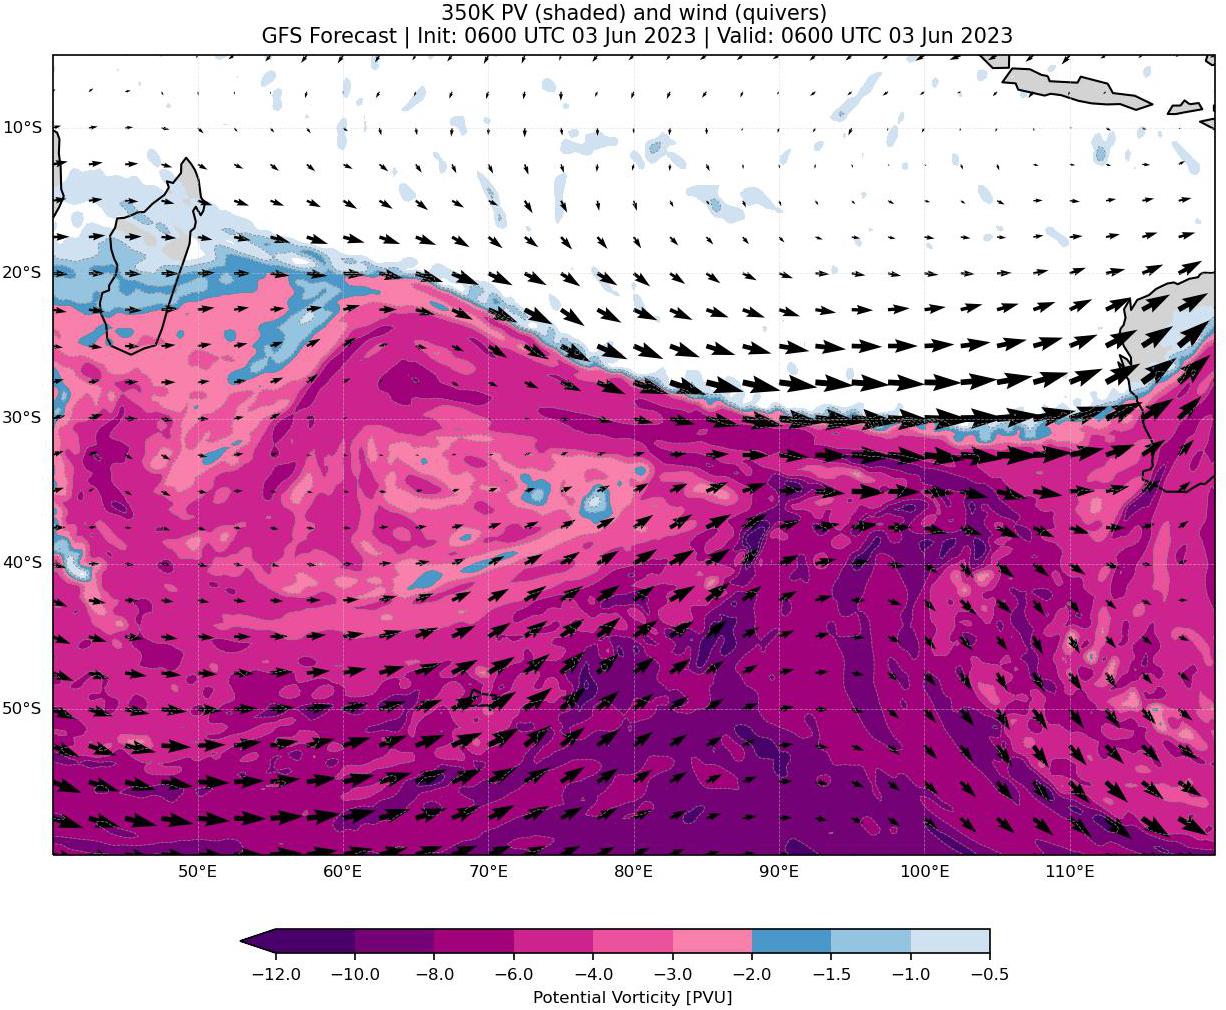 350K PV (shaded) and wind (quivers)
GFS Forecast | Init: 0600 UTC 03 Jun 2023 | Valid: 0600 UTC 03 Jun 2023
10°S
20°S
30°S
40°S
50°S
50°E 60°E 70°E 80°E 90°E 100°E 110°E
−12.0 −10.0 −8.0 −6.0 −4.0 −3.0 −2.0 −1.5 −1.0 −0.5
Potential Vorticity [PVU]